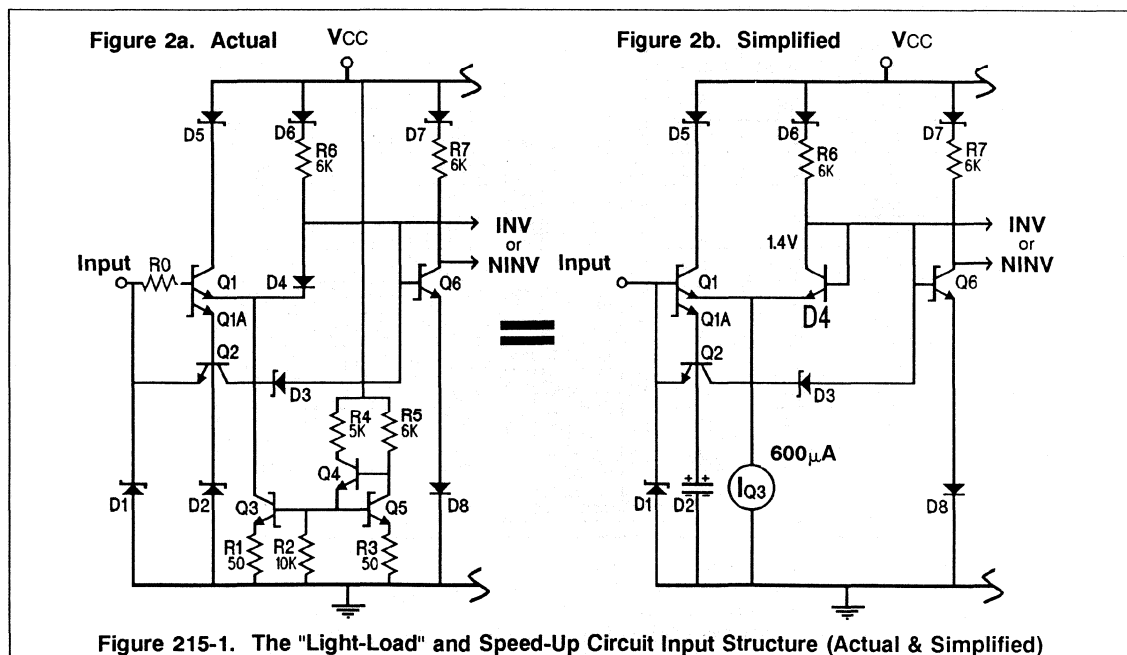 Figure 2a. Actual
VCC
D5
D6
D7
R6
6K
R7
6K
INV
or
NINV
Input
R0
Q1
D4
Q6
Q1A
Q2
D3
R4
5K
R5
6K
Q4
D1
D2
Q3
Q5
D8
R1
50
R2
10K
R3
50
=
Figure 2b. Simplified
VCC
D5
D6
D7
R6
6K
R7
6K
1.4V
INV
or
NINV
Input
Q1
Q6
Q1A
D4
Q2
D3
600µA
IQ3
D1
++
D2
D8
Figure 215-1. The "Light-Load" and Speed-Up Circuit Input Structure (Actual & Simplified)